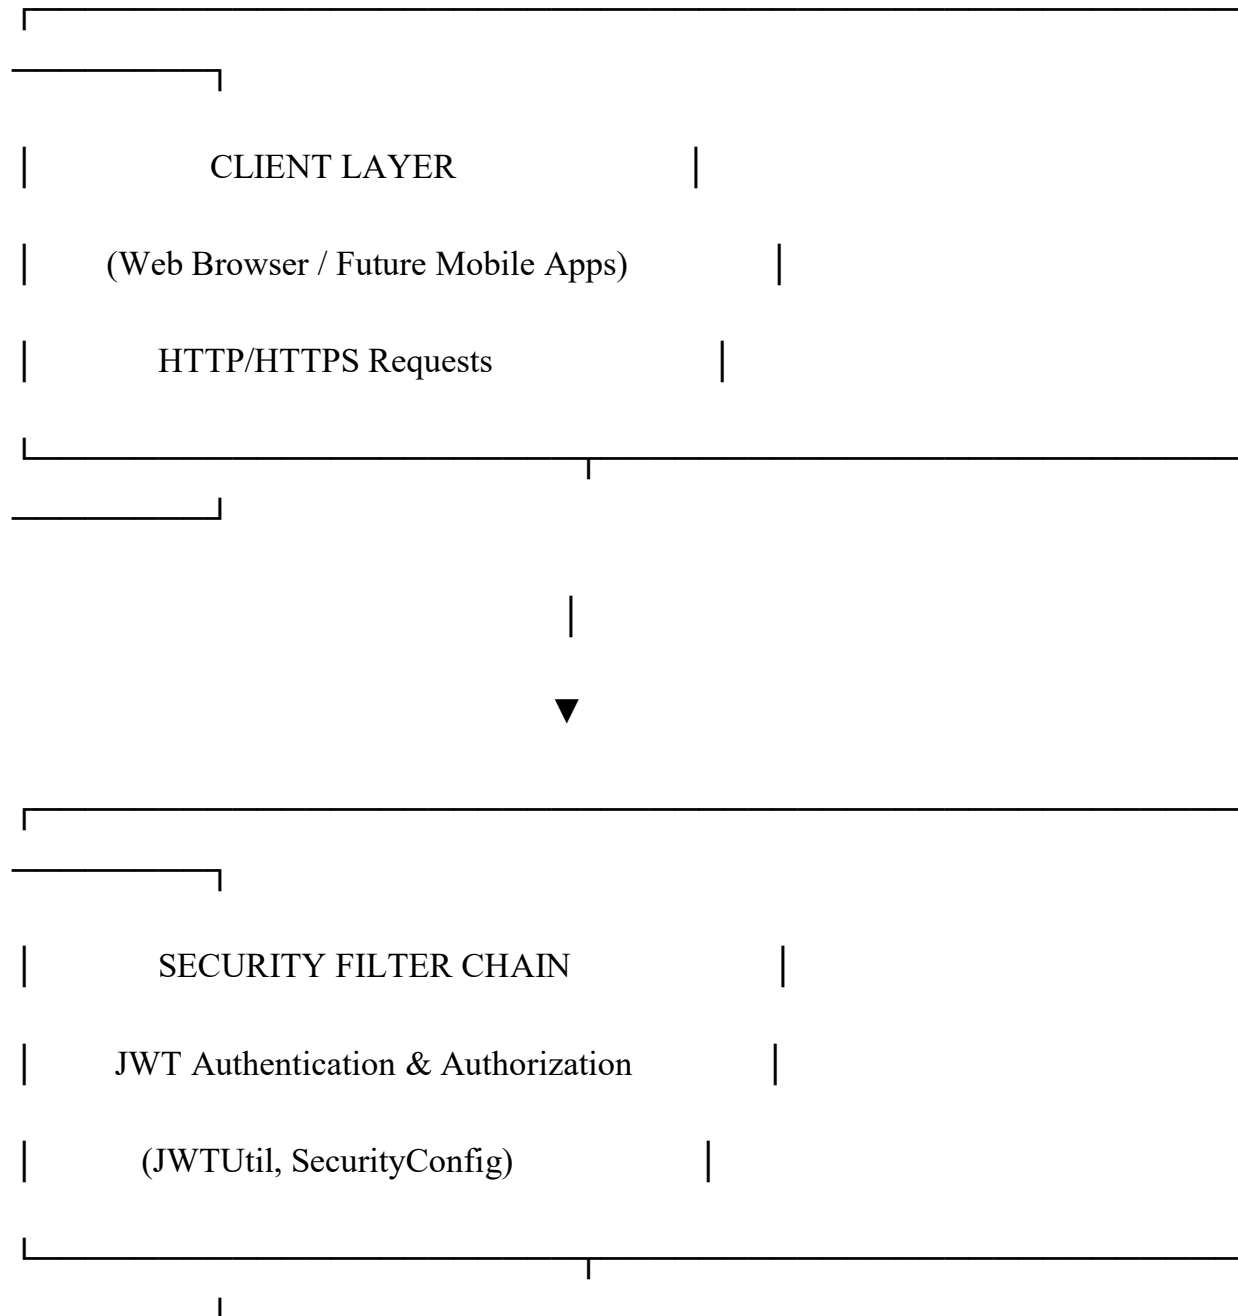 CLIENT LAYER
(Web Browser / Future Mobile Apps)
HTTP/HTTPS Requests
▼
SECURITY FILTER CHAIN
JWT Authentication & Authorization
(JWTUtil, SecurityConfig)